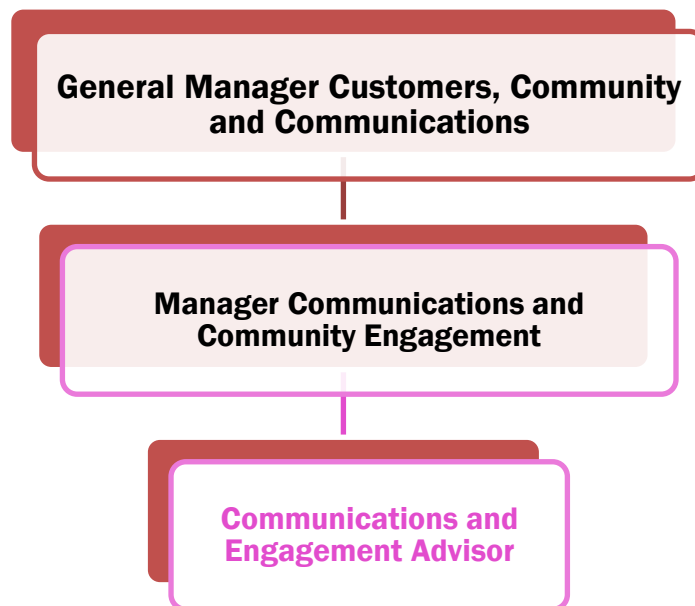 General Manager Customers, Community
and Communications
Manager Communications and
Community Engagement
Communications and
Engagement Advisor